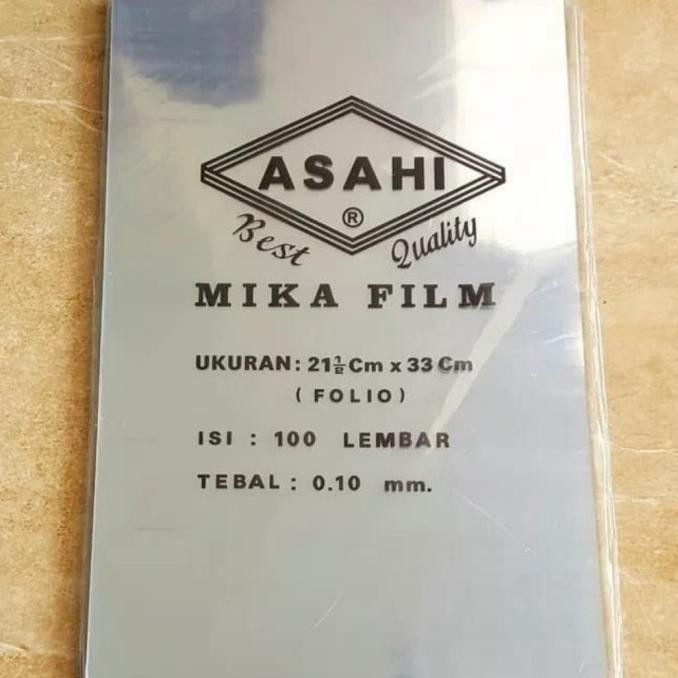 ASAHI
®
Best Quality
MIKA FILM
UKURAN: 21½ Cm x 33 Cm
( FOLIO )
ISI : 100 LEMBAR
TEBAL : 0.10 mm.